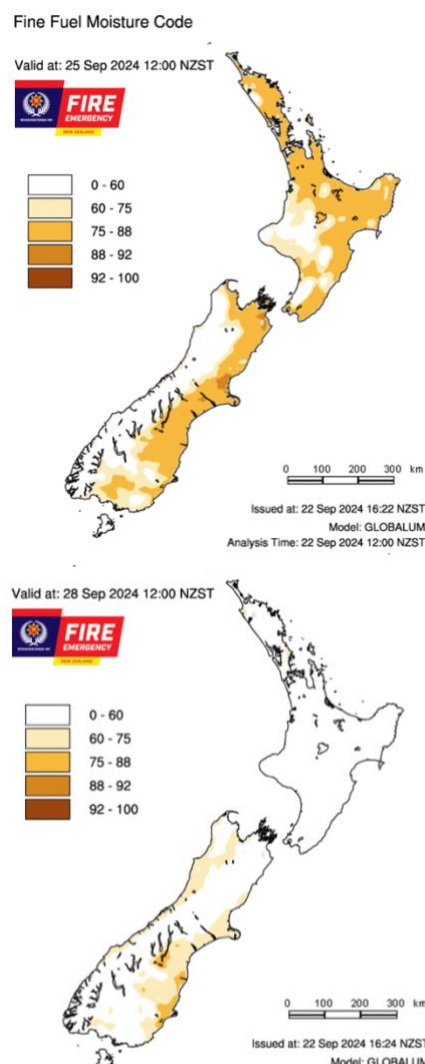 Fine Fuel Moisture Code
Valid at: 25 Sep 2024 12:00 NZST
FIRE
EMERGENCY
NEW ZEALAND
0 - 60
60 - 75
75 - 88
88 - 92
92 - 100
km
0 100 200 300
Issued at: 22 Sep 2024 16:22 NZST
Model: GLOBALUM
Analysis Time: 22 Sep 2024 12:00 NZST
Valid at: 28 Sep 2024 12:00 NZST
FIRE
EMERGENCY
NEW ZEALAND
0 - 60
60 - 75
75 - 88
88 - 92
92 - 100
km
0 100 200 300
Issued at: 22 Sep 2024 16:24 NZST
Model: GLOBALUM